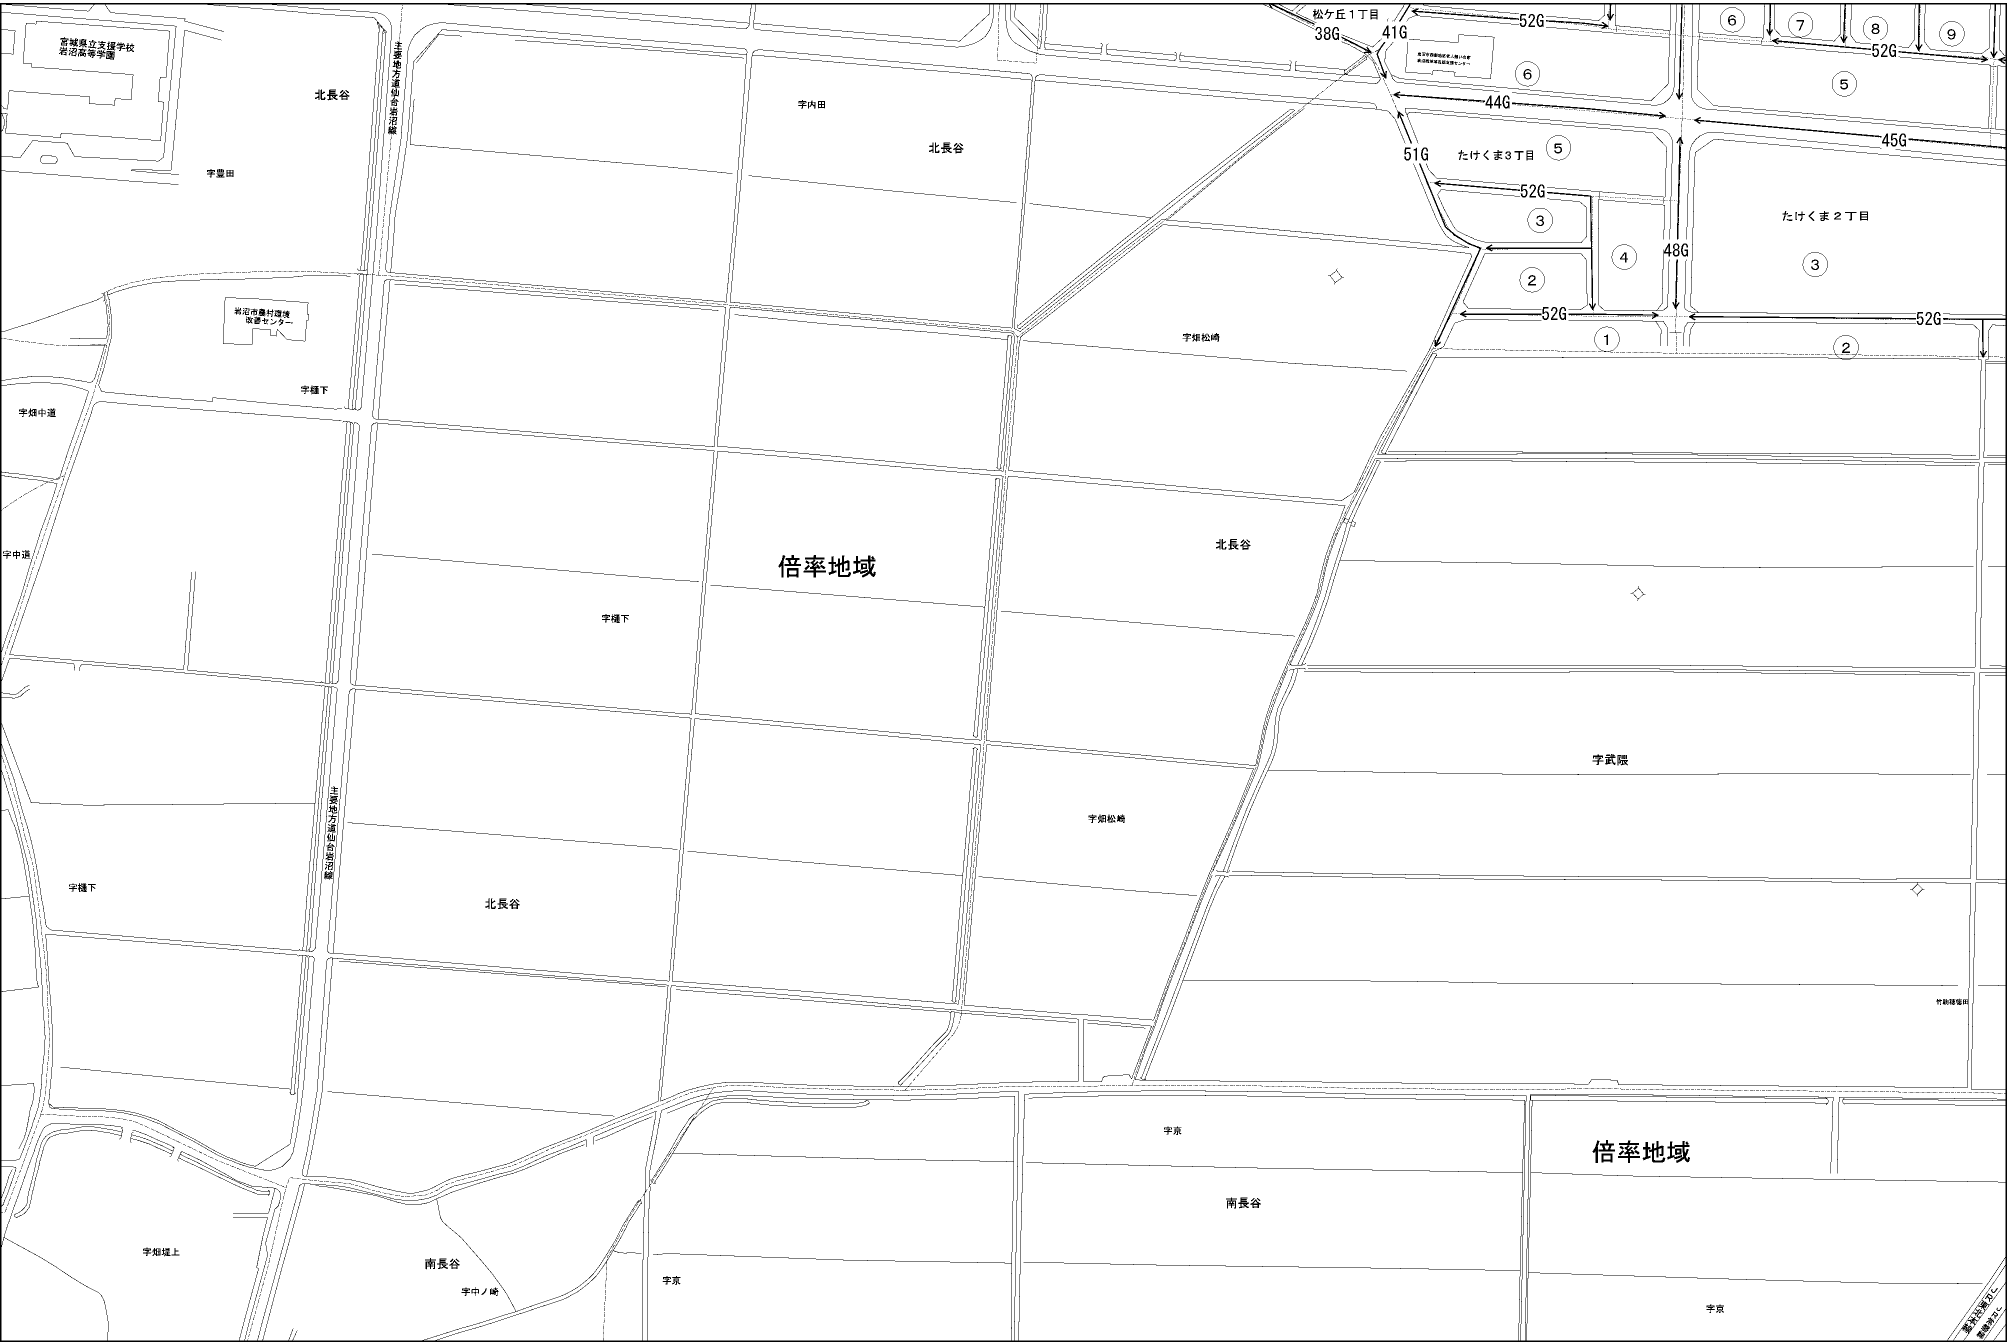 宮城県立支援学校
岩沼高等学園
主要地方道仙台岩沼線
松ケ丘1丁目
38G
41G
52G
⑥
⑦
⑧
⑨
52G
⑥
⑤
北長谷
字内田
44G
45G
北長谷
51G
たけくま3丁目
⑤
字豊田
52G
③
たけくま2丁目
48G
④
③
②
岩沼市農村環境
改善センター
52G
52G
字畑松崎
①
②
字樋下
字畑中道
字中道
北長谷
倍率地域
字樋下
字武隈
主要地方道仙台岩沼線
字畑松崎
字樋下
北長谷
竹駒穂徳田
字京
倍率地域
南長谷
字畑堤上
南長谷
字中ノ崎
字京
字京